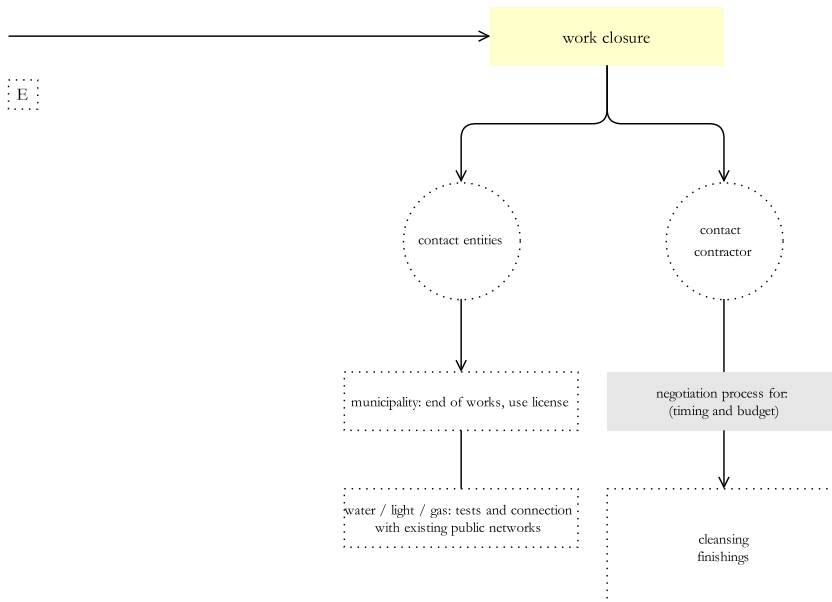 work closure
E
contact entities
contact
contractor
municipality: end of works, use license
negotiation process for:
(timing and budget)
water / light / gas: tests and connection
with existing public networks
cleansing
finishings